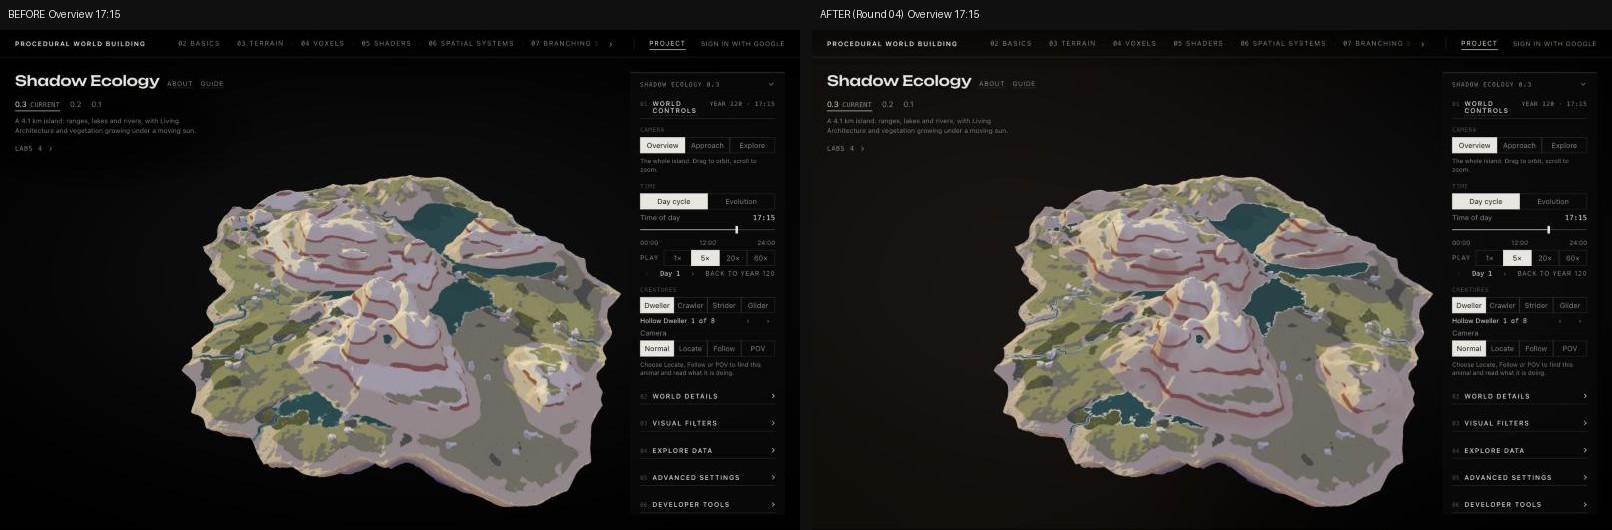 BEFORE Overview 17:15
PROCEDURAL WORLD BUILDING 02 BASICS 03 TERRAIN 04 VOXELS 05 SHADERS 06 SPATIAL SYSTEMS 07 BRANCHING › PROJECT SIGN IN WITH GOOGLE
Shadow Ecology ABOUT GUIDE
0.3 CURRENT 0.2 0.1
A 4.1 km island: ranges, lakes and rivers, with Living
Architecture and vegetation growing under a moving sun.
LABS 4 ›
SHADOW ECOLOGY 0.3
01 WORLD CONTROLS YEAR 120 · 17:15
CAMERA
Overview Approach Explore
The whole island. Drag to orbit, scroll to
zoom.
TIME
Day cycle Evolution
Time of day 17:15
00:00 12:00 24:00
PLAY 1× 5× 20× 60×
‹ Day 1 › BACK TO YEAR 120
CREATURES
Dweller Crawler Strider Glider
Hollow Dweller 1 of 8 ‹ ›
Camera
Normal Locate Follow POV
Choose Locate, Follow or POV to find this
animal and read what it is doing.
02 WORLD DETAILS ›
03 VISUAL FILTERS ›
04 EXPLORE DATA ›
05 ADVANCED SETTINGS ›
06 DEVELOPER TOOLS ›
AFTER (Round 04) Overview 17:15
PROCEDURAL WORLD BUILDING 02 BASICS 03 TERRAIN 04 VOXELS 05 SHADERS 06 SPATIAL SYSTEMS 07 BRANCHING › PROJECT SIGN IN WITH GOOGLE
Shadow Ecology ABOUT GUIDE
0.3 CURRENT 0.2 0.1
A 4.1 km island: ranges, lakes and rivers, with Living
Architecture and vegetation growing under a moving sun.
LABS 4 ›
SHADOW ECOLOGY 0.3
01 WORLD CONTROLS YEAR 120 · 17:15
CAMERA
Overview Approach Explore
The whole island. Drag to orbit, scroll to
zoom.
TIME
Day cycle Evolution
Time of day 17:15
00:00 12:00 24:00
PLAY 1× 5× 20× 60×
‹ Day 1 › BACK TO YEAR 120
CREATURES
Dweller Crawler Strider Glider
Hollow Dweller 1 of 8 ‹ ›
Camera
Normal Locate Follow POV
Choose Locate, Follow or POV to find this
animal and read what it is doing.
02 WORLD DETAILS ›
03 VISUAL FILTERS ›
04 EXPLORE DATA ›
05 ADVANCED SETTINGS ›
06 DEVELOPER TOOLS ›